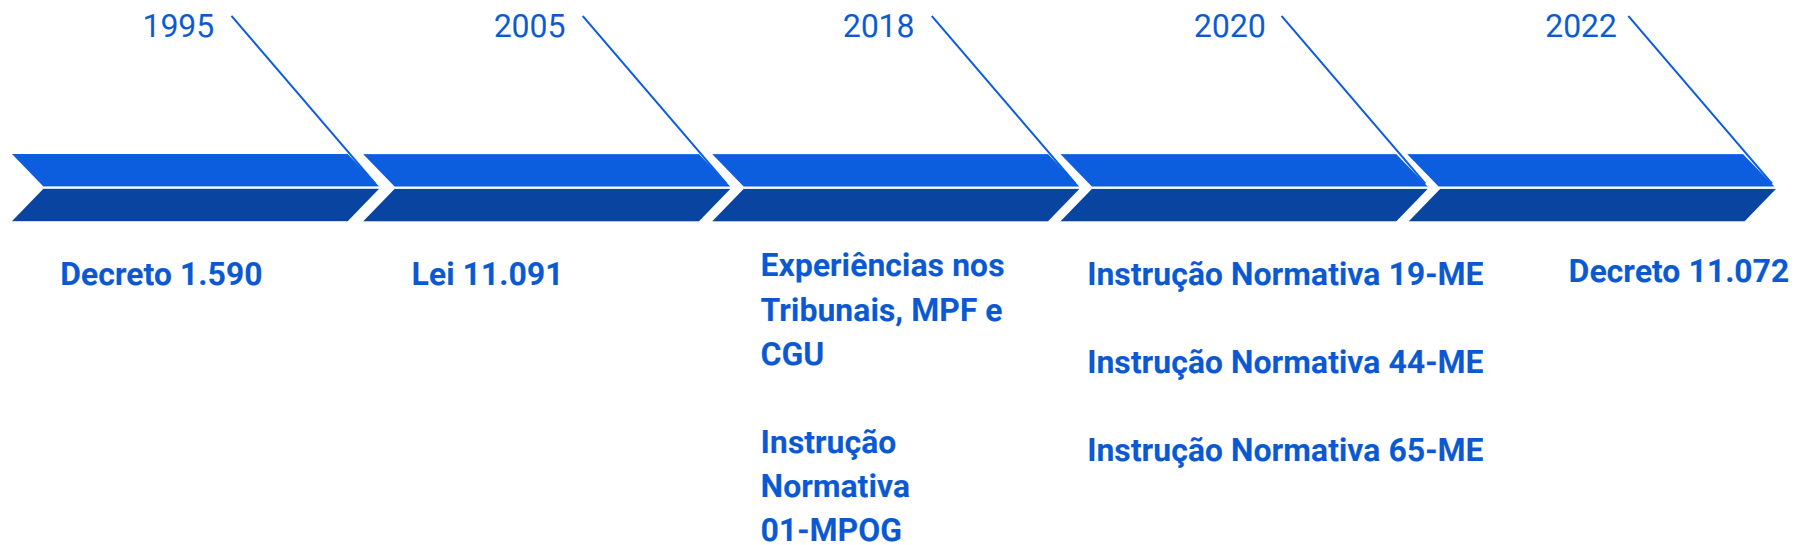 1995
2005
2018
2020
2022
Decreto 1.590
Lei 11.091
Experiências nos
Tribunais, MPF e
CGU
Instrução
Normativa
01-MPOG
Instrução Normativa 19-ME
Instrução Normativa 44-ME
Instrução Normativa 65-ME
Decreto 11.072